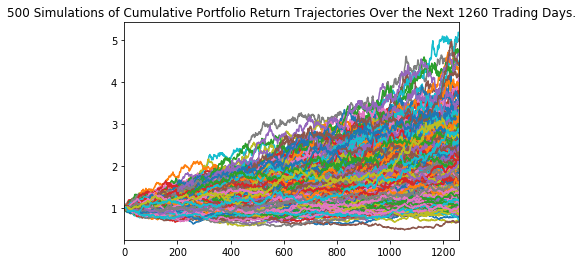 500 Simulations of Cumulative Portfolio Return Trajectories Over the Next 1260 Trading Days.
5
4
3
2
1
0 200 400 600 800 1000 1200